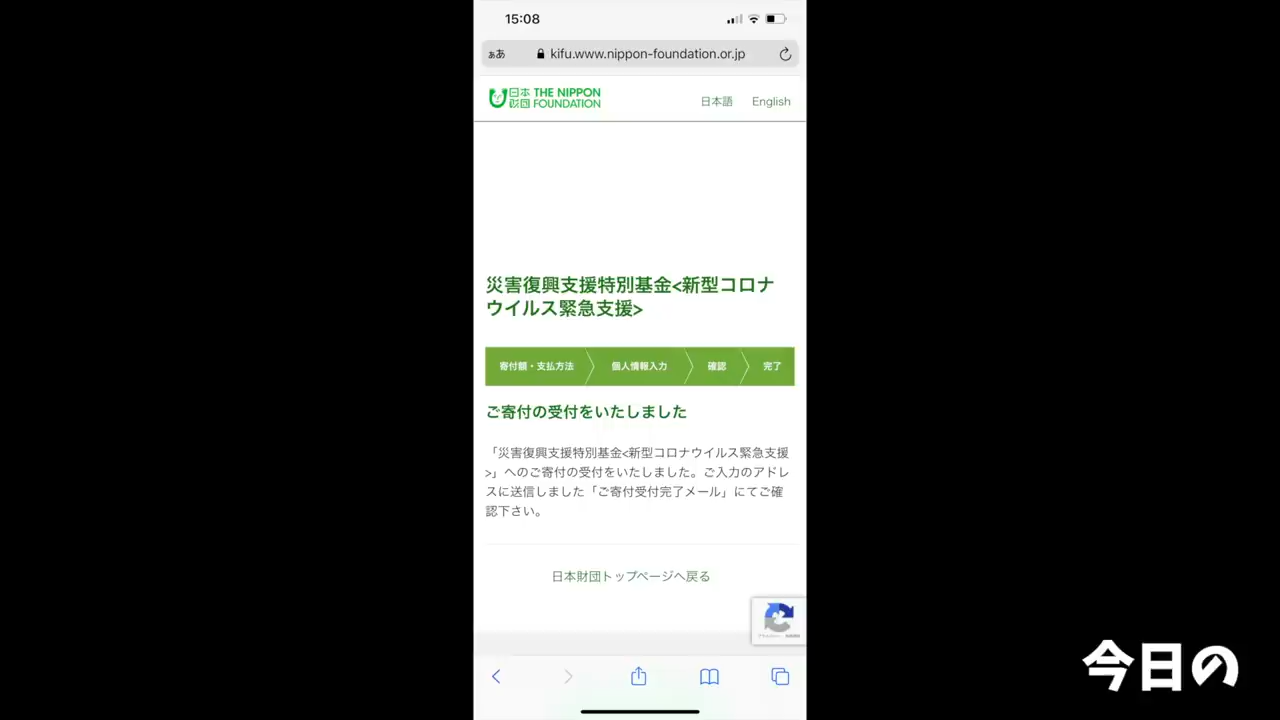 15:08
ぁあ kifu.www.nippon-foundation.or.jp
日本 THE NIPPON
財団 FOUNDATION
日本語 English
災害復興支援特別基金<新型コロナ
ウイルス緊急支援>
寄付額・支払方法 個人情報入力 確認 完了
ご寄付の受付をいたしました
「災害復興支援特別基金<新型コロナウイルス緊急支援
>」へのご寄付の受付をいたしました。ご入力のアドレ
スに送信しました「ご寄付受付完了メール」にてご確
認下さい。
日本財団トップページへ戻る
今日の